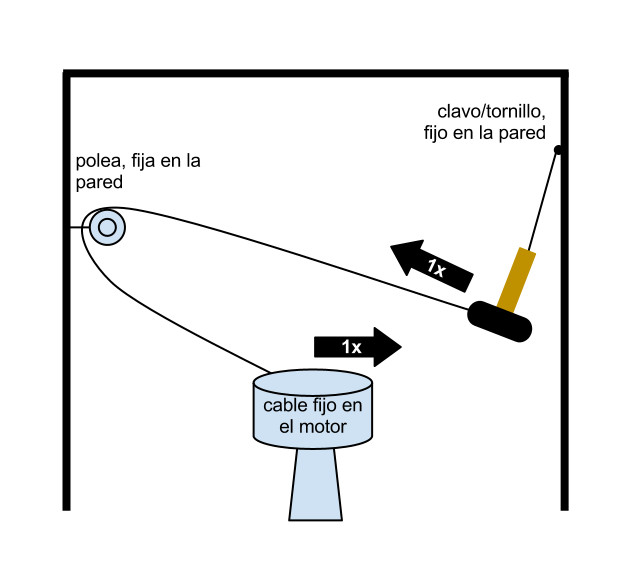 clavo/tornillo,
fijo en la pared
polea, fija en la
pared
1x
1x
cable fijo en
el motor